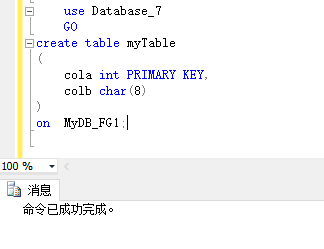 use Database_7
GO
create table myTable
(
cola int PRIMARY KEY,
colb char(8)
)
on  MyDB_FG1;
100 %
消息
命令已成功完成。